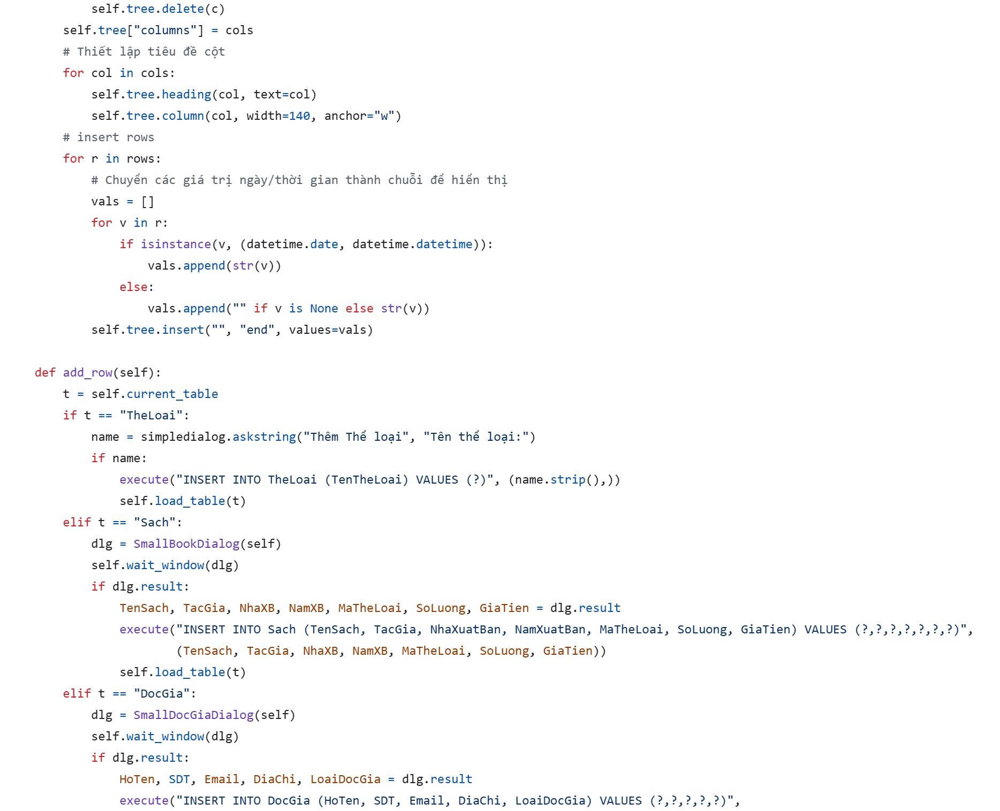 self.tree.delete(c)
        self.tree["columns"] = cols
        # Thiết lập tiêu đề cột
        for col in cols:
            self.tree.heading(col, text=col)
            self.tree.column(col, width=140, anchor="w")
        # insert rows
        for r in rows:
            # Chuyển các giá trị ngày/thời gian thành chuỗi để hiển thị
            vals = []
            for v in r:
                if isinstance(v, (datetime.date, datetime.datetime)):
                    vals.append(str(v))
                else:
                    vals.append("" if v is None else str(v))
            self.tree.insert("", "end", values=vals)

    def add_row(self):
        t = self.current_table
        if t == "TheLoai":
            name = simpledialog.askstring("Thêm Thể loại", "Tên thể loại:")
            if name:
                execute("INSERT INTO TheLoai (TenTheLoai) VALUES (?)", (name.strip(),))
                self.load_table(t)
        elif t == "Sach":
            dlg = SmallBookDialog(self)
            self.wait_window(dlg)
            if dlg.result:
                TenSach, TacGia, NhaXB, NamXB, MaTheLoai, SoLuong, GiaTien = dlg.result
                execute("INSERT INTO Sach (TenSach, TacGia, NhaXuatBan, NamXuatBan, MaTheLoai, SoLuong, GiaTien) VALUES (?,?,?,?,?,?,?)",
                        (TenSach, TacGia, NhaXB, NamXB, MaTheLoai, SoLuong, GiaTien))
                self.load_table(t)
        elif t == "DocGia":
            dlg = SmallDocGiaDialog(self)
            self.wait_window(dlg)
            if dlg.result:
                HoTen, SDT, Email, DiaChi, LoaiDocGia = dlg.result
                execute("INSERT INTO DocGia (HoTen, SDT, Email, DiaChi, LoaiDocGia) VALUES (?,?,?,?,?)",